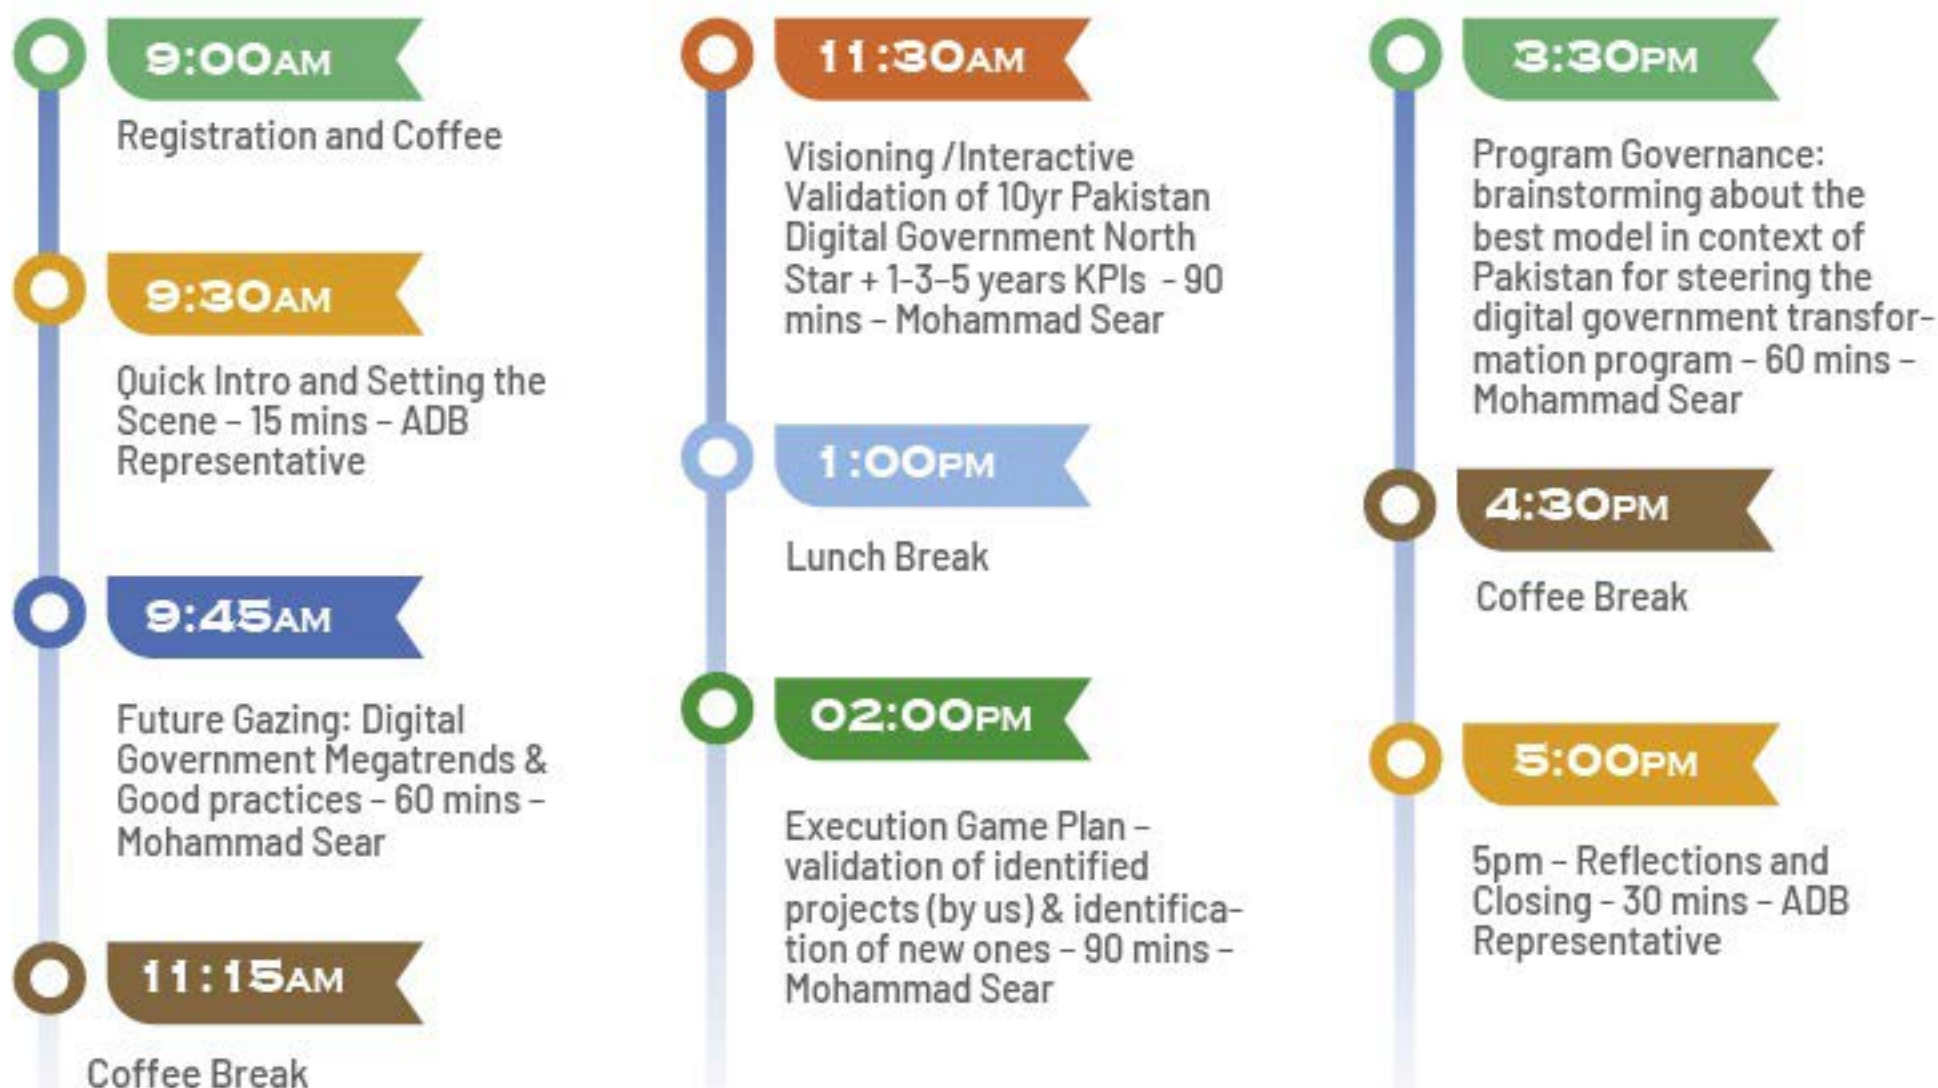 9:00AM
Registration and Coffee
9:30AM
Quick Intro and Setting the
Scene – 15 mins – ADB
Representative
9:45AM
Future Gazing: Digital
Government Megatrends &
Good practices – 60 mins –
Mohammad Sear
11:15AM
Coffee Break
11:30AM
Visioning /Interactive
Validation of 10yr Pakistan
Digital Government North
Star + 1-3-5 years KPIs - 90
mins – Mohammad Sear
1:00PM
Lunch Break
02:00PM
Execution Game Plan –
validation of identified
projects (by us) & identifica-
tion of new ones – 90 mins –
Mohammad Sear
3:30PM
Program Governance:
brainstorming about the
best model in context of
Pakistan for steering the
digital government transfor-
mation program – 60 mins –
Mohammad Sear
4:30PM
Coffee Break
5:00PM
5pm – Reflections and
Closing - 30 mins – ADB
Representative